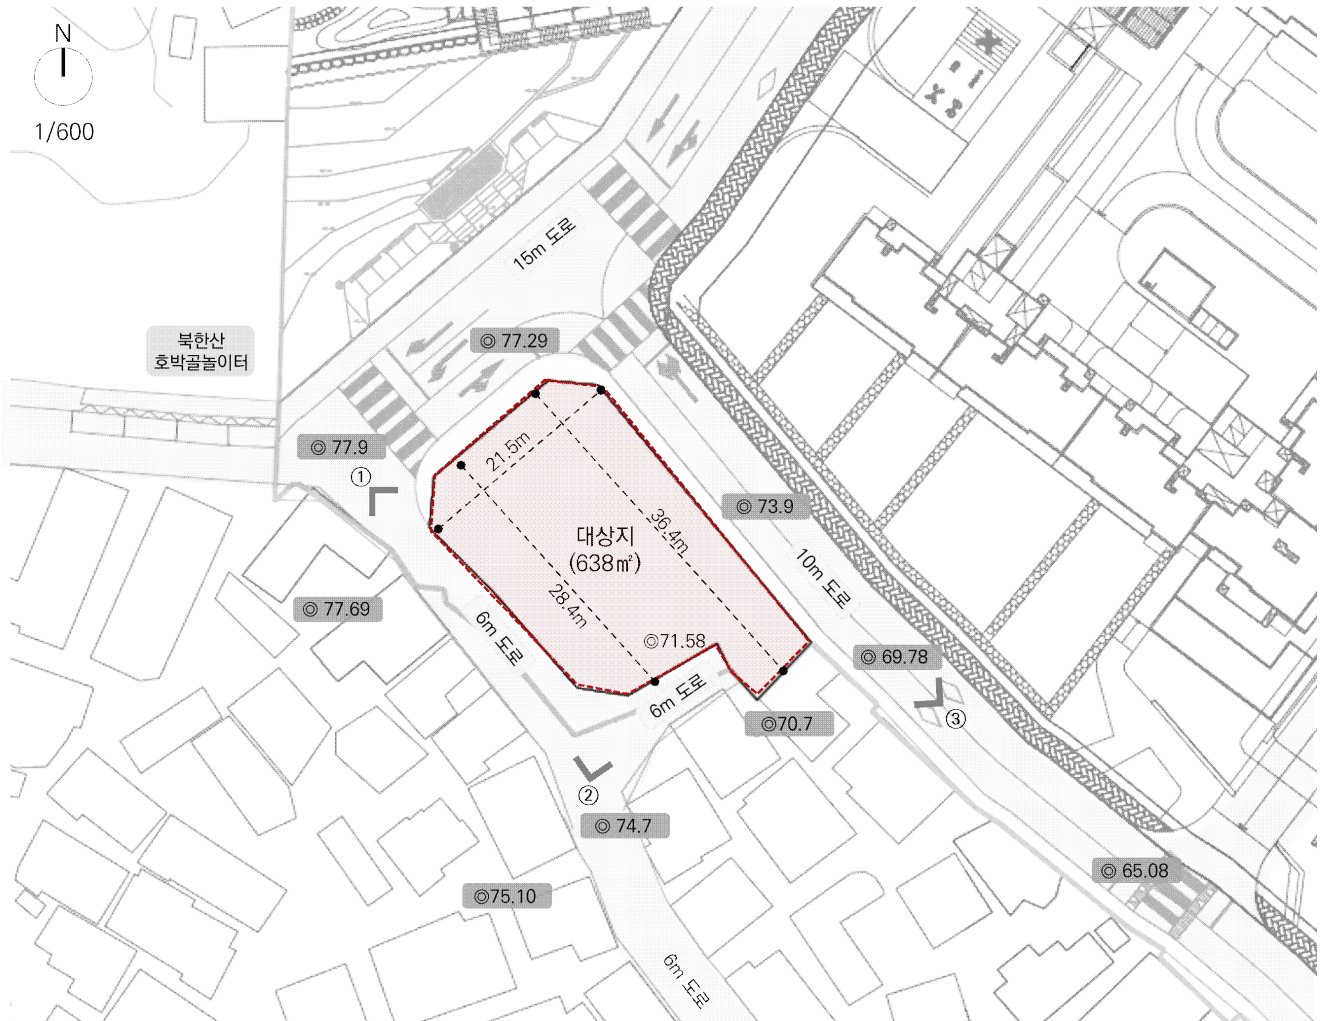 N
1/600
15m 도로
◎ 77.29
북한산
호박골놀이터
◎ 77.9
①
21.5m
◎ 73.9
36.4m
대상지
(638㎡)
10m 도로
28.4m
◎ 77.69
6m 도로
◎71.58
◎ 69.78
6m 도로
◎70.7
③
②
◎ 74.7
◎ 65.08
◎75.10
6m 도로